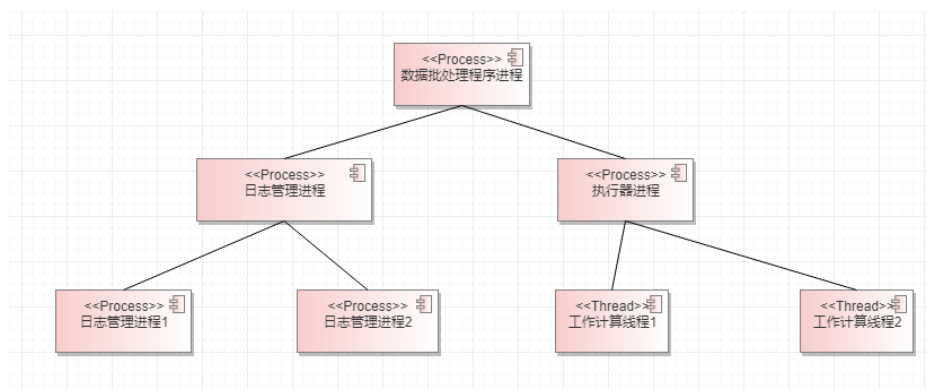 <<Process>>
数据批处理程序进程
<<Process>>
日志管理进程
<<Process>>
执行器进程
<<Process>>
日志管理进程1
<<Process>>
日志管理进程2
<<Thread>>
工作计算线程1
<<Thread>>
工作计算线程2